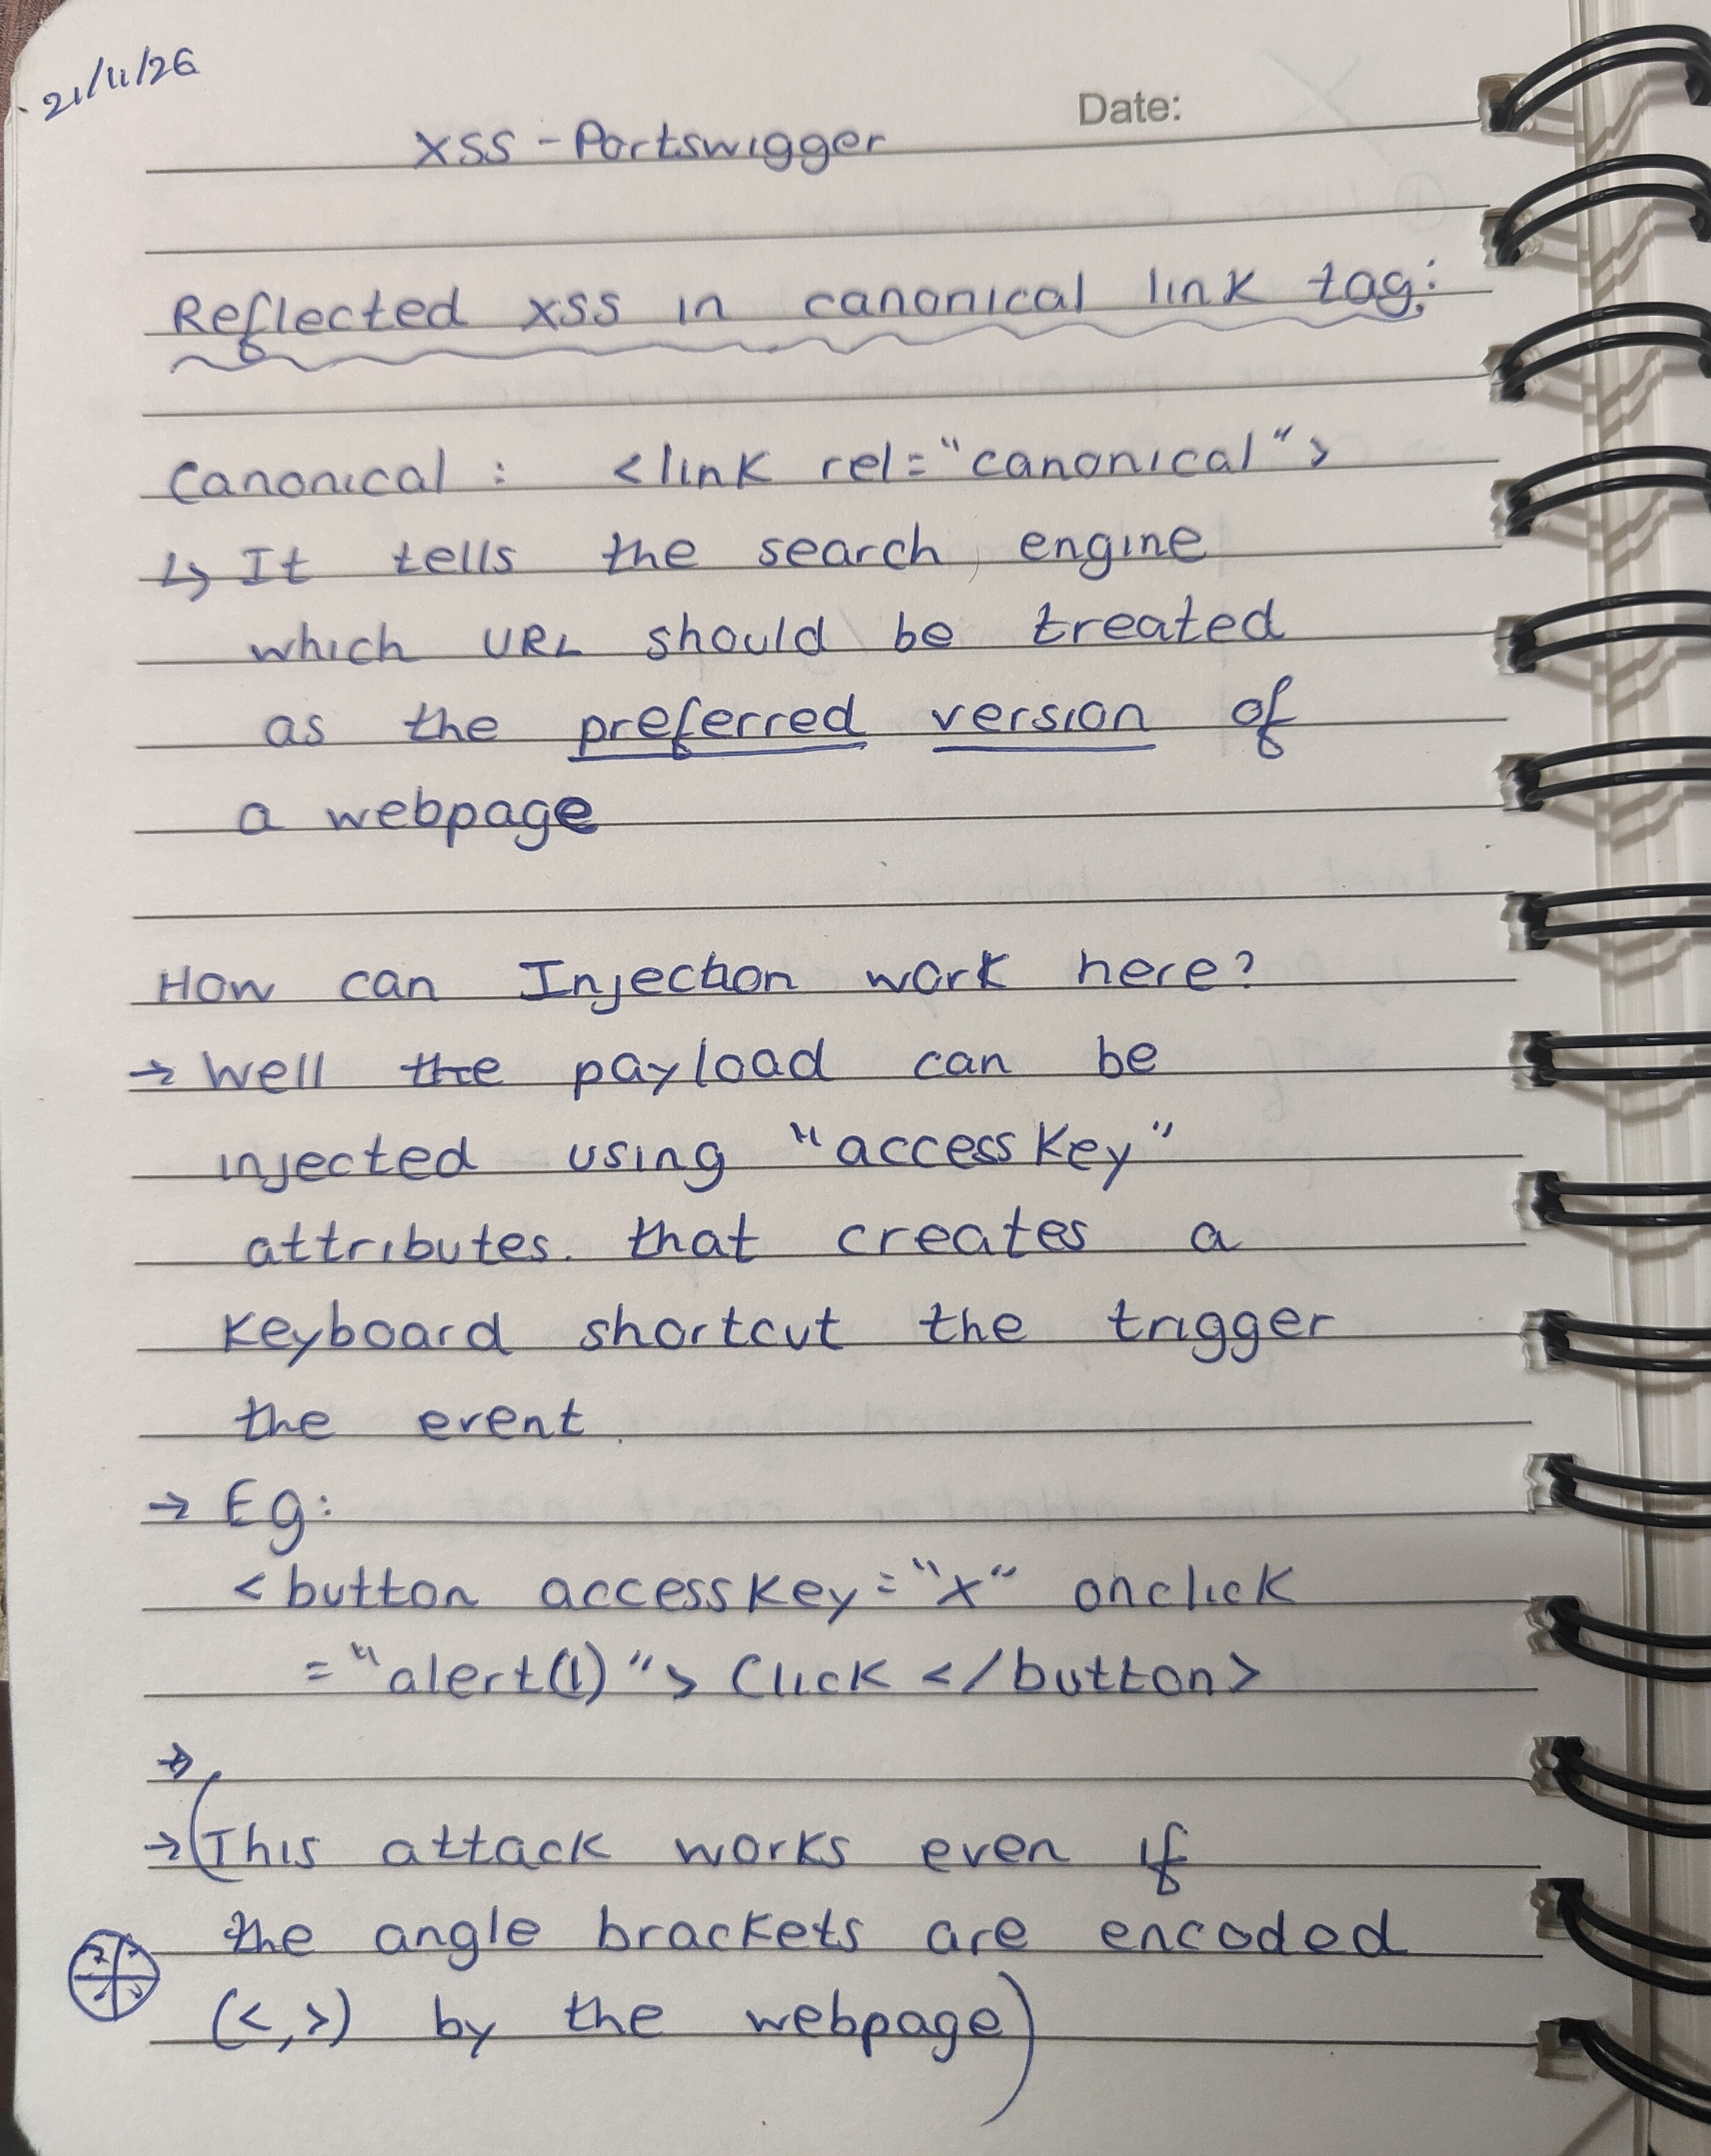 21/11/26
Date:
XSS - Portswigger
Reflected XSS in canonical link tag:
Canonical : <link rel="canonical">
↳ It tells the search engine
which URL should be treated
as the preferred version of
a webpage
How can Injection work here?
→ Well the payload can be
injected using "accesskey"
attributes. that creates a
keyboard shortcut the trigger
the event.
→ Eg:
<button accesskey="x" onclick
="alert(1)"> Click </button>
→
→ (This attack works even if
the angle brackets are encoded
(<,>) by the webpage)